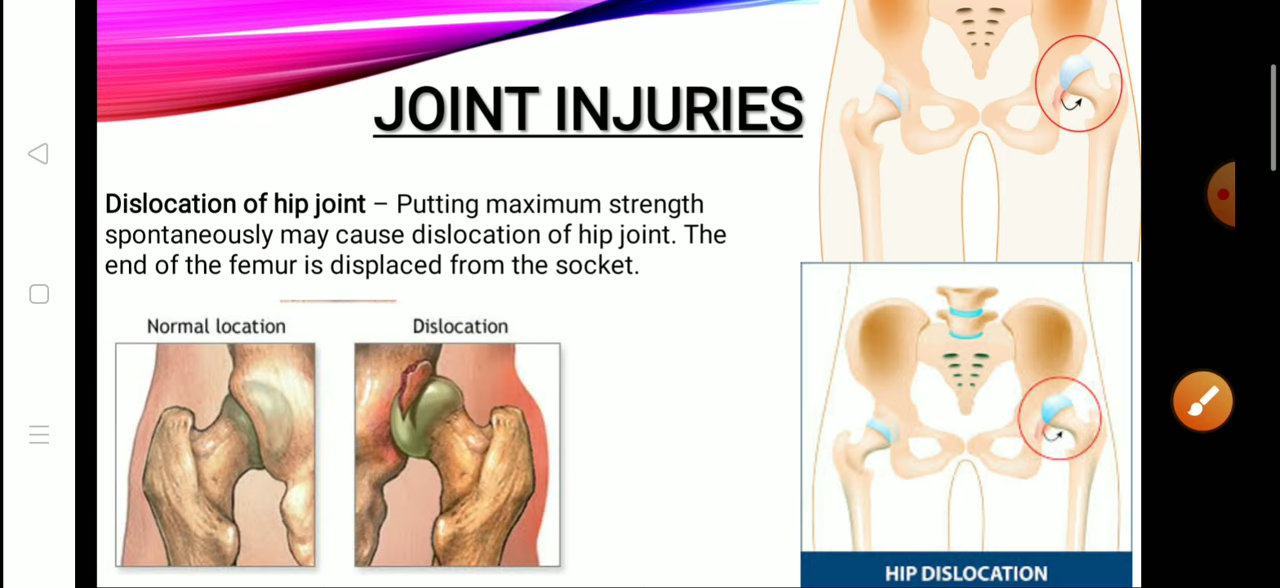 JOINT INJURIES
Dislocation of hip joint – Putting maximum strength
spontaneously may cause dislocation of hip joint. The
end of the femur is displaced from the socket.
Normal location
Dislocation
HIP DISLOCATION